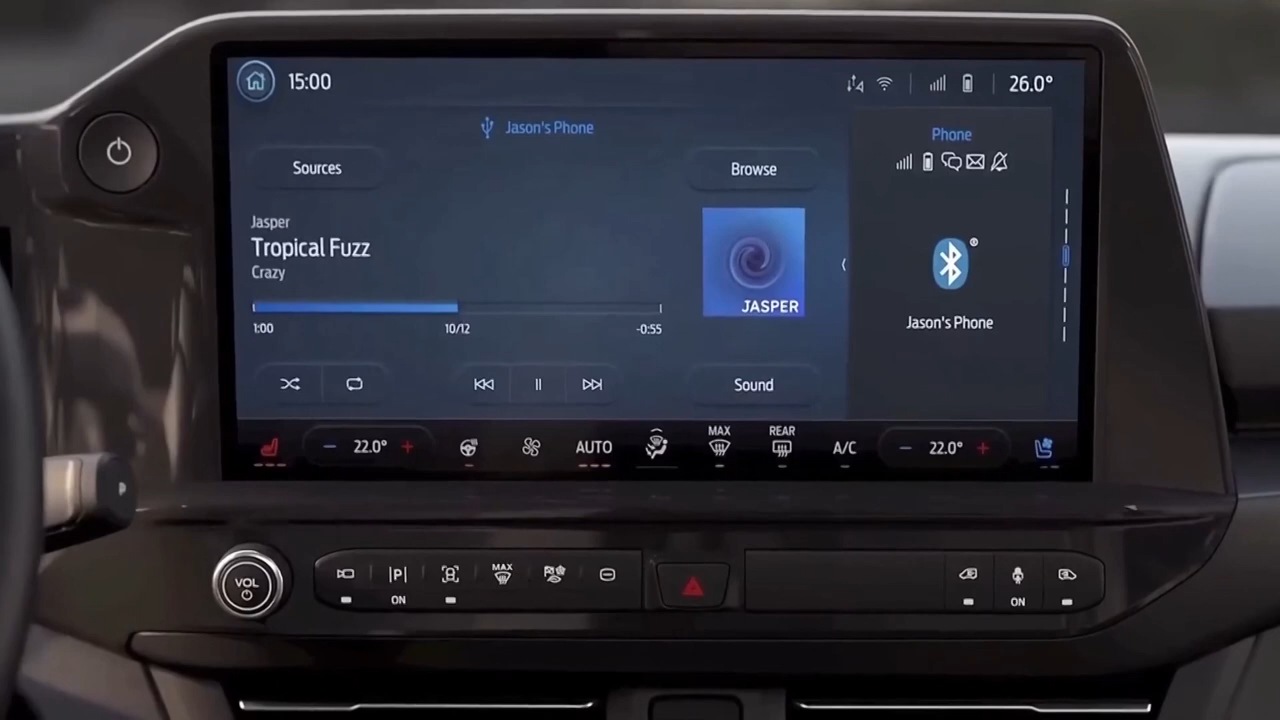 15:00
26.0°
Jason's Phone
Phone
Sources
Browse
Jasper
Tropical Fuzz
Crazy
JASPER
1:00
10/12
-0:55
Jason's Phone
Sound
22.0°
AUTO
MAX
REAR
A/C
22.0°
P
VOL
P
ON
MAX
ON